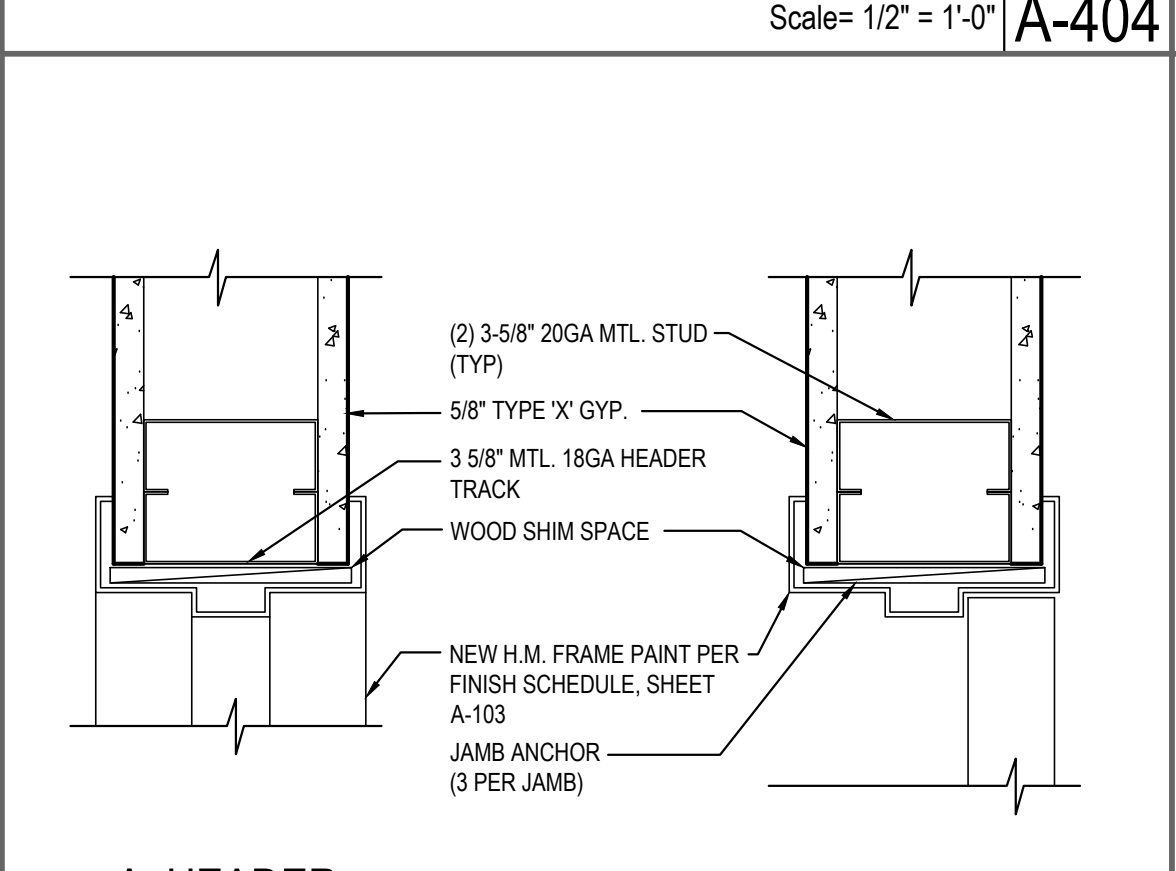 Scale= 1/2" = 1'-0"
A-404
(2) 3-5/8" 20GA MTL. STUD
(TYP)
5/8" TYPE 'X' GYP.
3 5/8" MTL. 18GA HEADER
TRACK
WOOD SHIM SPACE
NEW H.M. FRAME PAINT PER
FINISH SCHEDULE, SHEET
A-103
JAMB ANCHOR
(3 PER JAMB)
HEADER